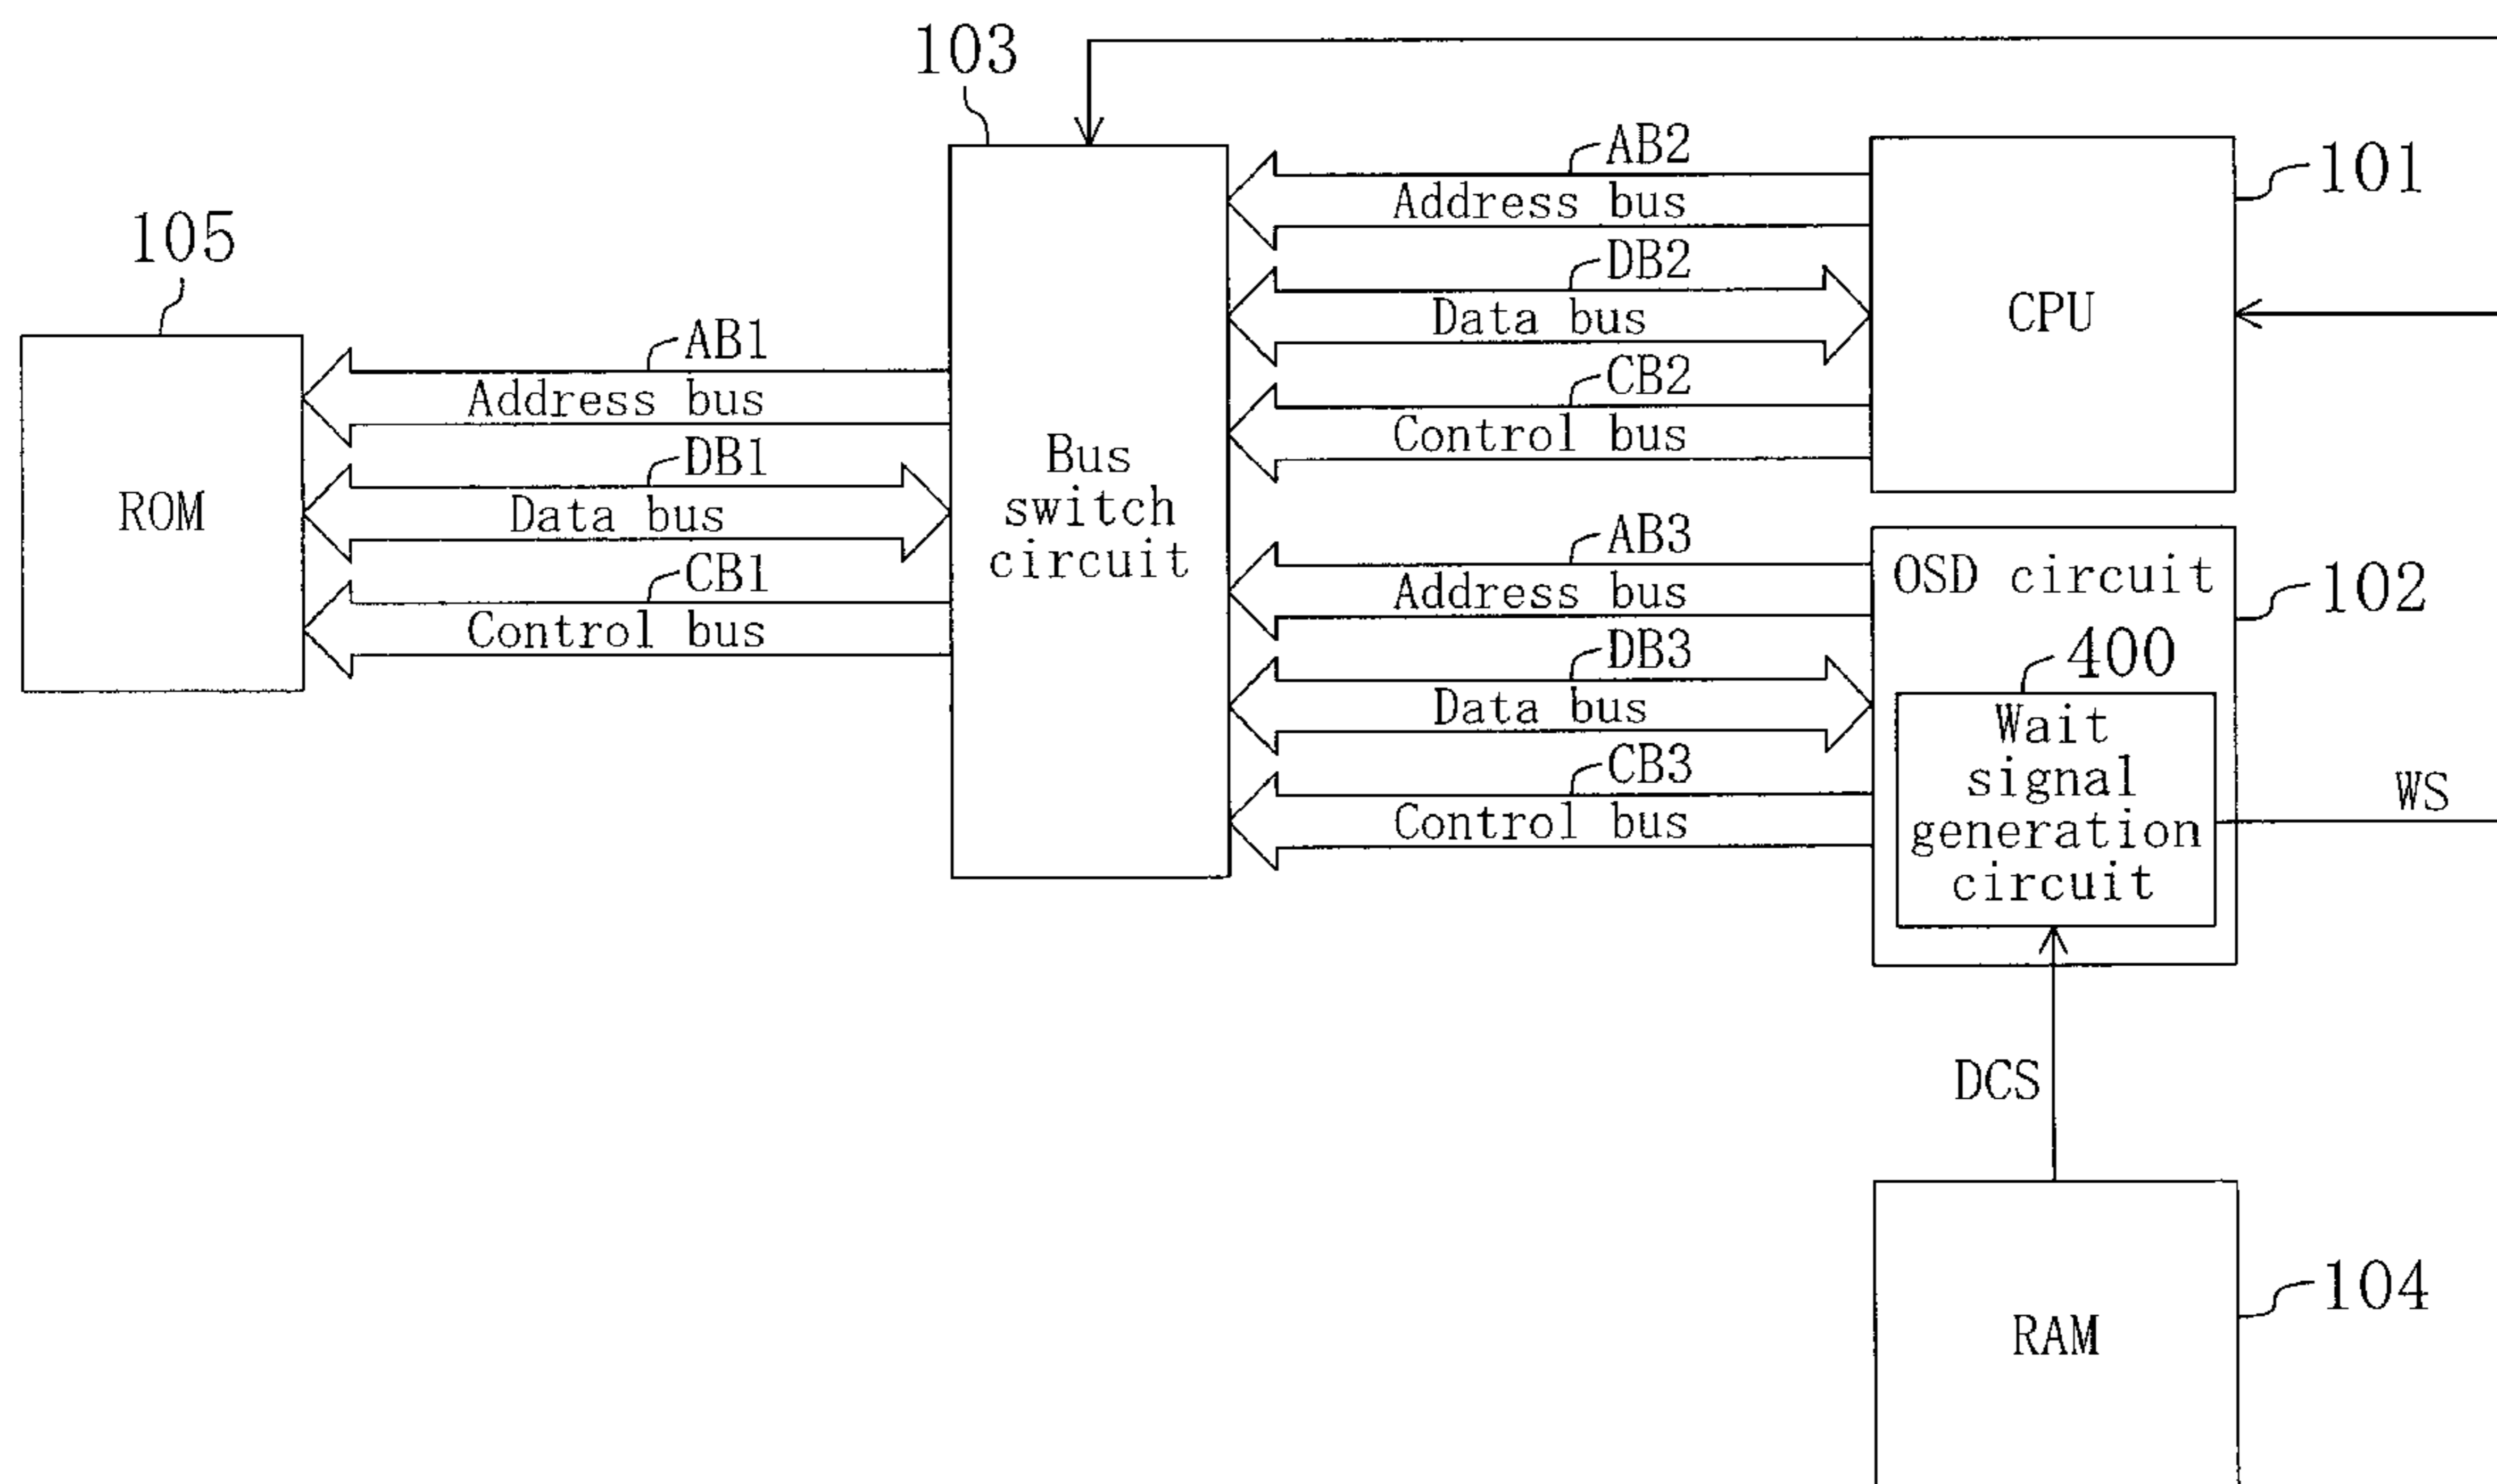 103
AB2
Address bus
101
DB2
105
Data bus
CPU
AB1
CB2
Address bus
Control bus
DB1
Bus
switch
circuit
ROM
Data bus
AB3
OSD circuit
102
CB1
Address bus
Control bus
DB3
400
Data bus
Wait
signal
generation
circuit
CB3
Control bus
WS
DCS
104
RAM